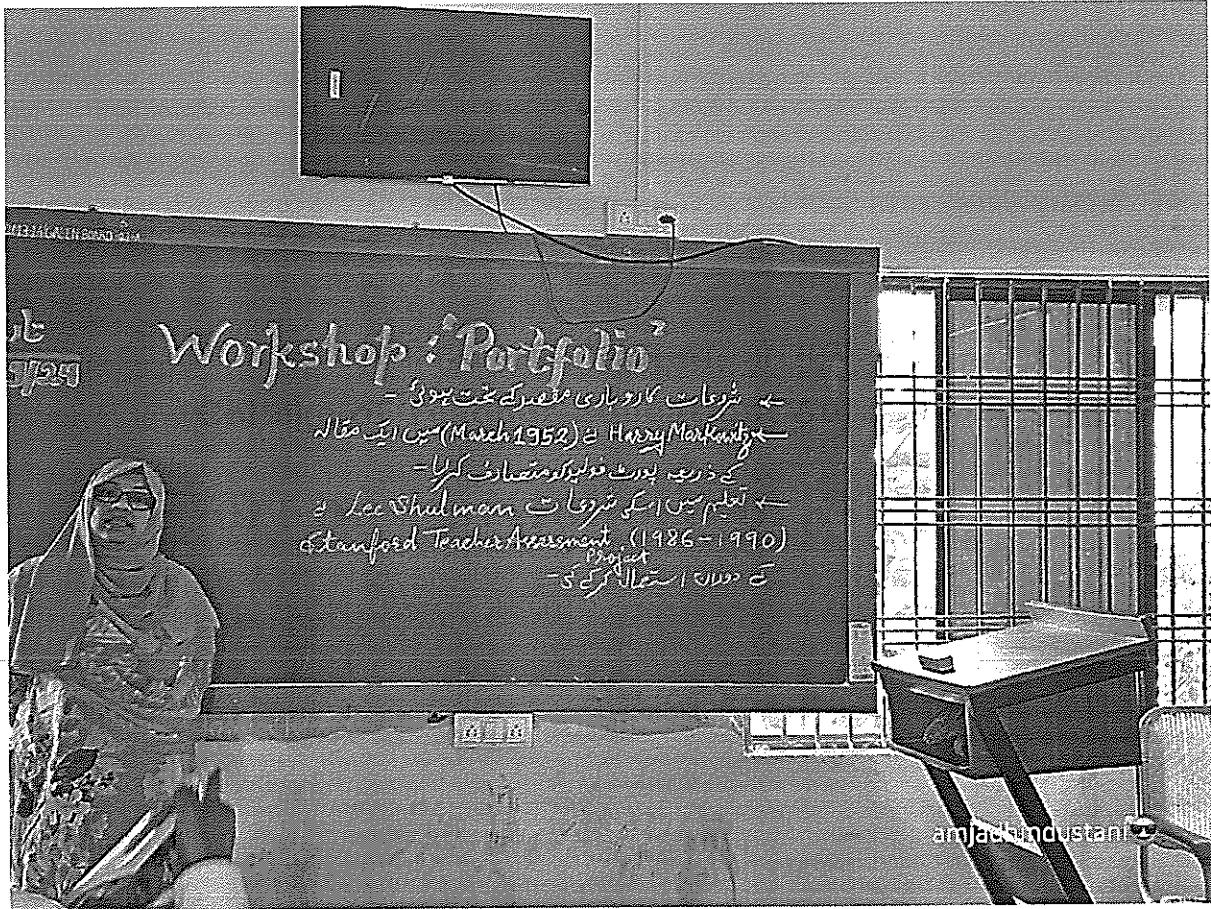 Workshop : "Portfolio"
← شروعات کاروباری مقصد کے تحت ہوئی -
← Harry Markowitz نے (March 1952) میں ایک مقالہ
کے ذریعہ پورٹ فولیو کو متعارف کرایا -
← تعلیم میں اسکی شروعات Lee Shulman نے
Stanford Teacher Assessment (1986-1990)
Project
کے دوران استعمال کرکے کی -
amjadhindustani